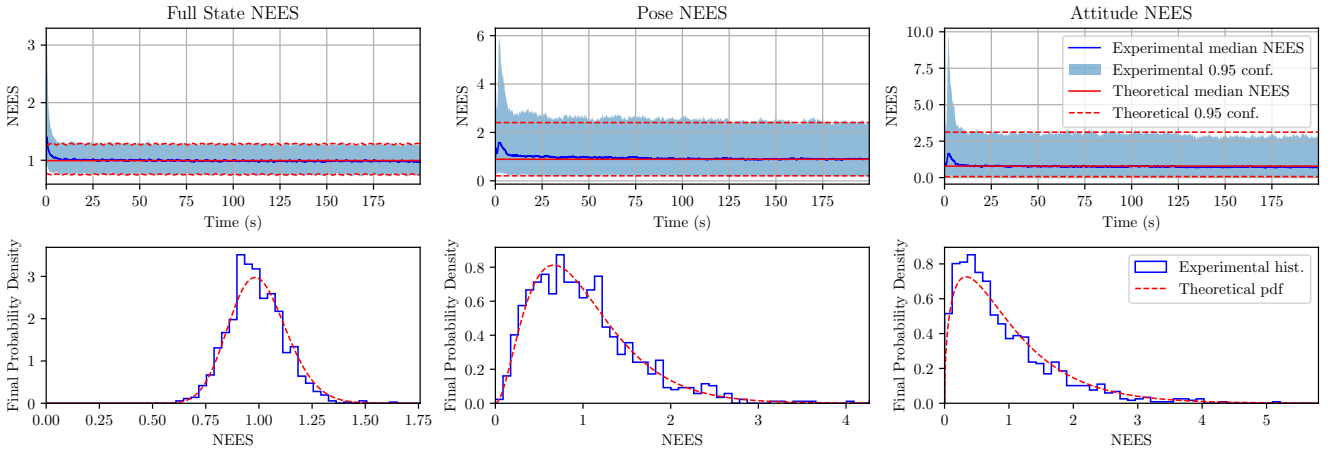 Full State NEES
Pose NEES
Attitude NEES
NEES
3
2
1
0 25 50 75 100 125 150 175
Time (s)
NEES
6
4
2
0
0 25 50 75 100 125 150 175
Time (s)
NEES
10.0
7.5
5.0
2.5
0.0
0 25 50 75 100 125 150 175
Time (s)
Experimental median NEES
Experimental 0.95 conf.
Theoretical median NEES
Theoretical 0.95 conf.
Final Probability Density
3
2
1
0
0.00 0.25 0.50 0.75 1.00 1.25 1.50 1.75
NEES
Final Probability Density
0.8
0.6
0.4
0.2
0.0
0 1 2 3 4
NEES
Final Probability Density
0.8
0.6
0.4
0.2
0.0
0 1 2 3 4 5
NEES
Experimental hist.
Theoretical pdf